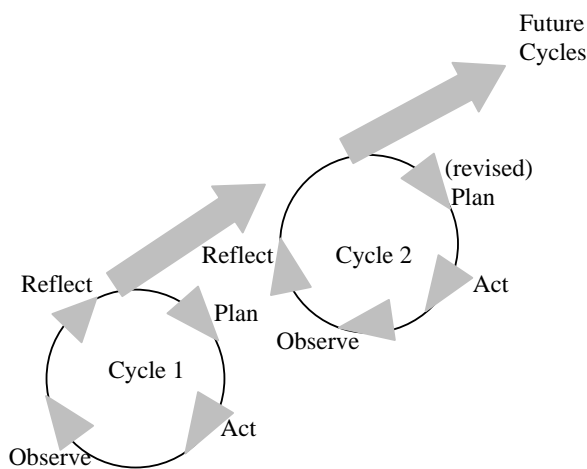 Future
Cycles
(revised)
Plan
Reflect
Cycle 2
Act
Observe
Reflect
Plan
Cycle 1
Act
Observe